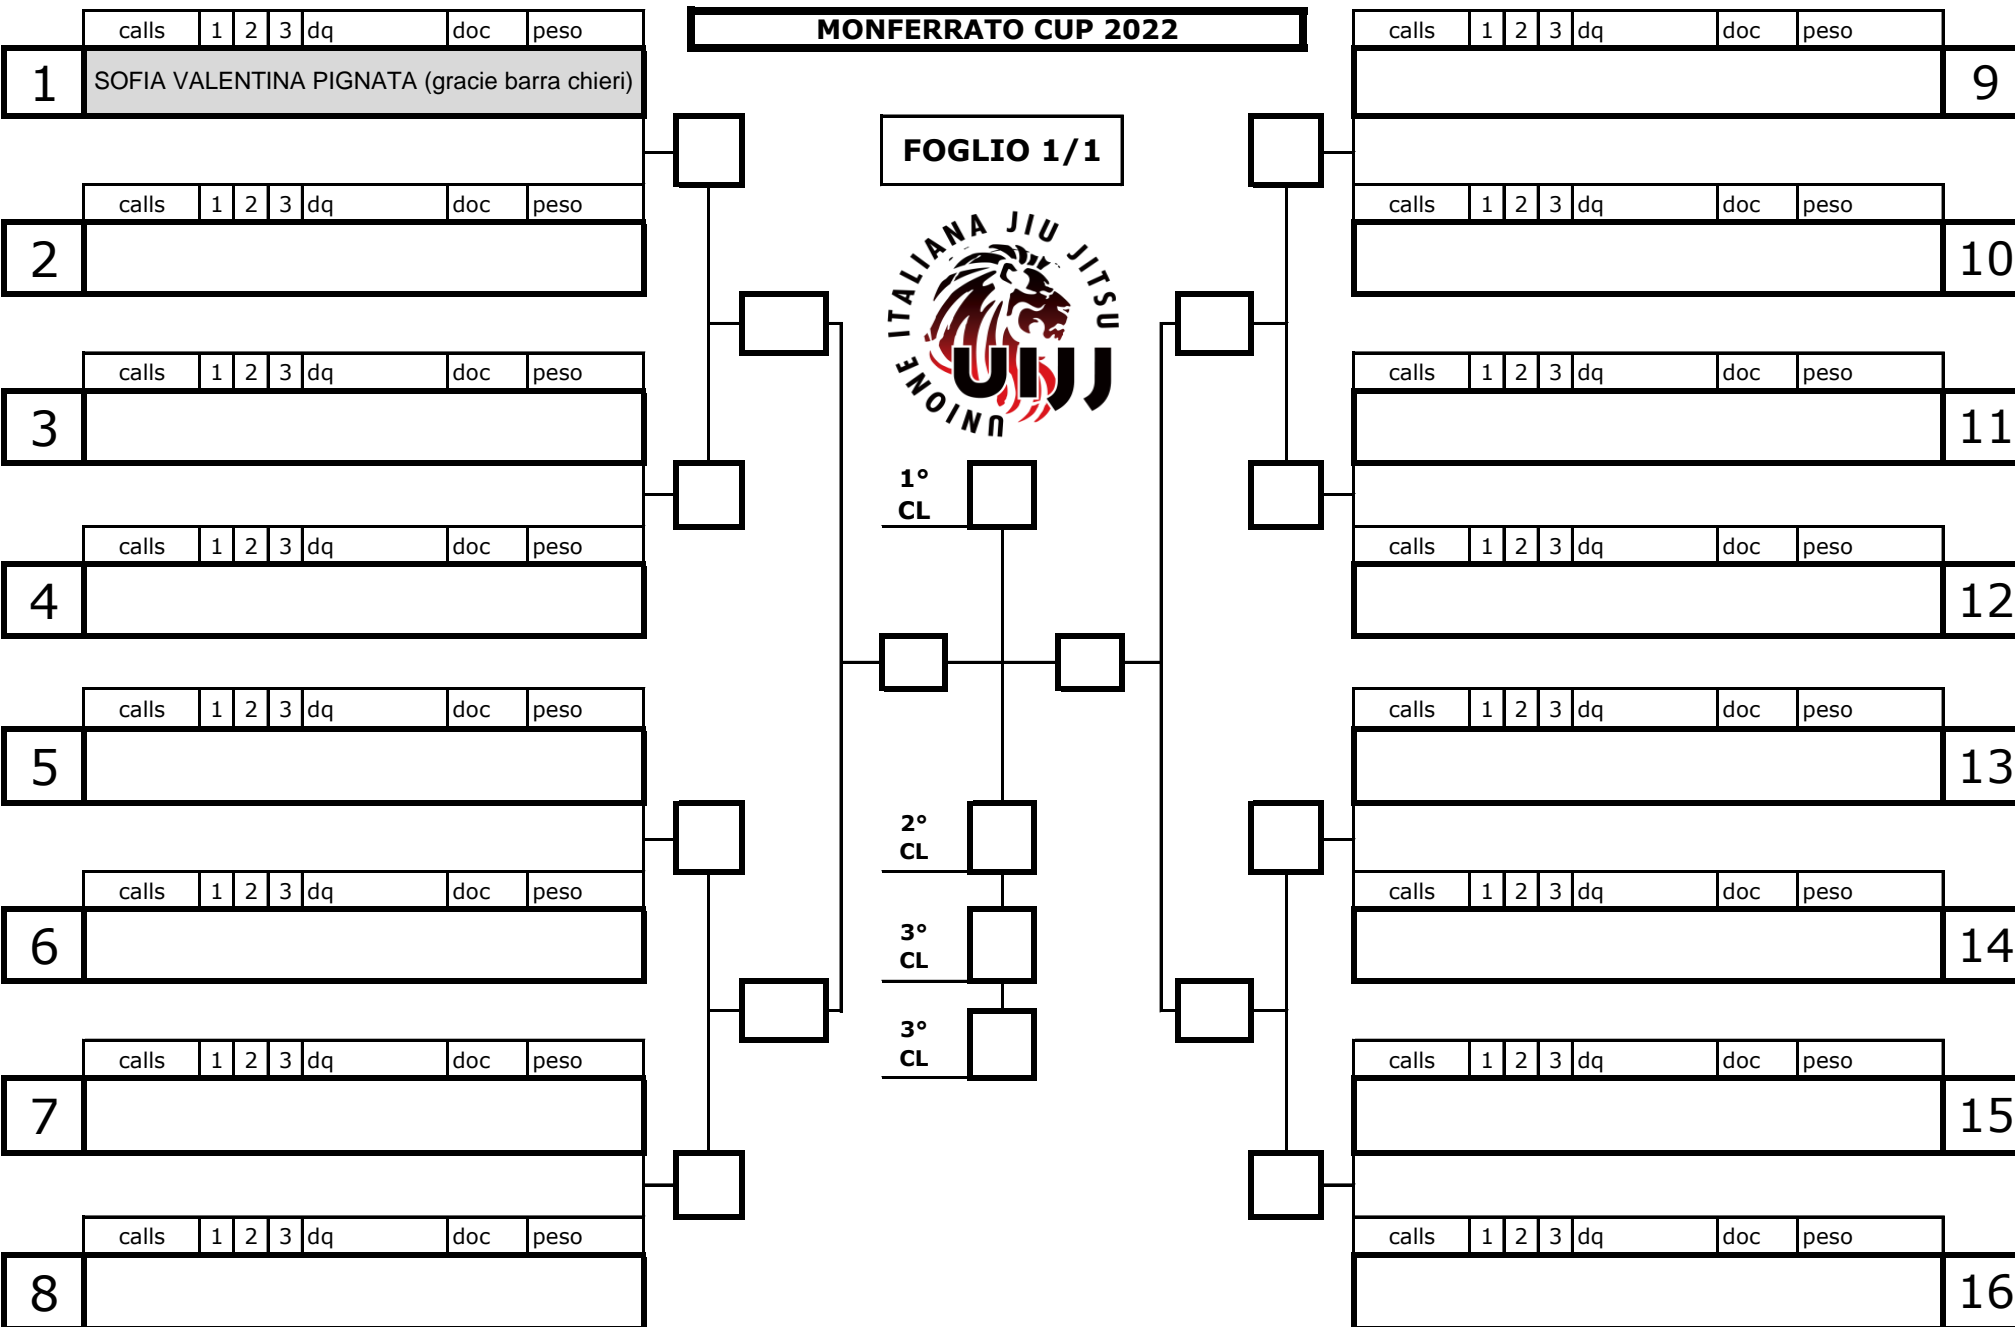 MONFERRATO CUP 2022
calls 1 2 3 dq doc peso
1 SOFIA VALENTINA PIGNATA (gracie barra chieri)
calls 1 2 3 dq doc peso
2
calls 1 2 3 dq doc peso
3
calls 1 2 3 dq doc peso
4
calls 1 2 3 dq doc peso
5
calls 1 2 3 dq doc peso
6
calls 1 2 3 dq doc peso
7
calls 1 2 3 dq doc peso
8
FOGLIO 1/1
UNIONE ITALIANA JIU JITSU
UIJJ
1°
CL
2°
CL
3°
CL
3°
CL
calls 1 2 3 dq doc peso
9
calls 1 2 3 dq doc peso
10
calls 1 2 3 dq doc peso
11
calls 1 2 3 dq doc peso
12
calls 1 2 3 dq doc peso
13
calls 1 2 3 dq doc peso
14
calls 1 2 3 dq doc peso
15
calls 1 2 3 dq doc peso
16